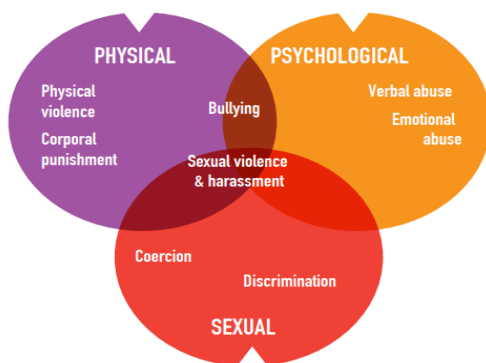 PHYSICAL
PSYCHOLOGICAL
Physical
violence
Corporal
punishment
Bullying
Verbal abuse
Emotional
abuse
Sexual violence
& harassment
Coercion
Discrimination
SEXUAL